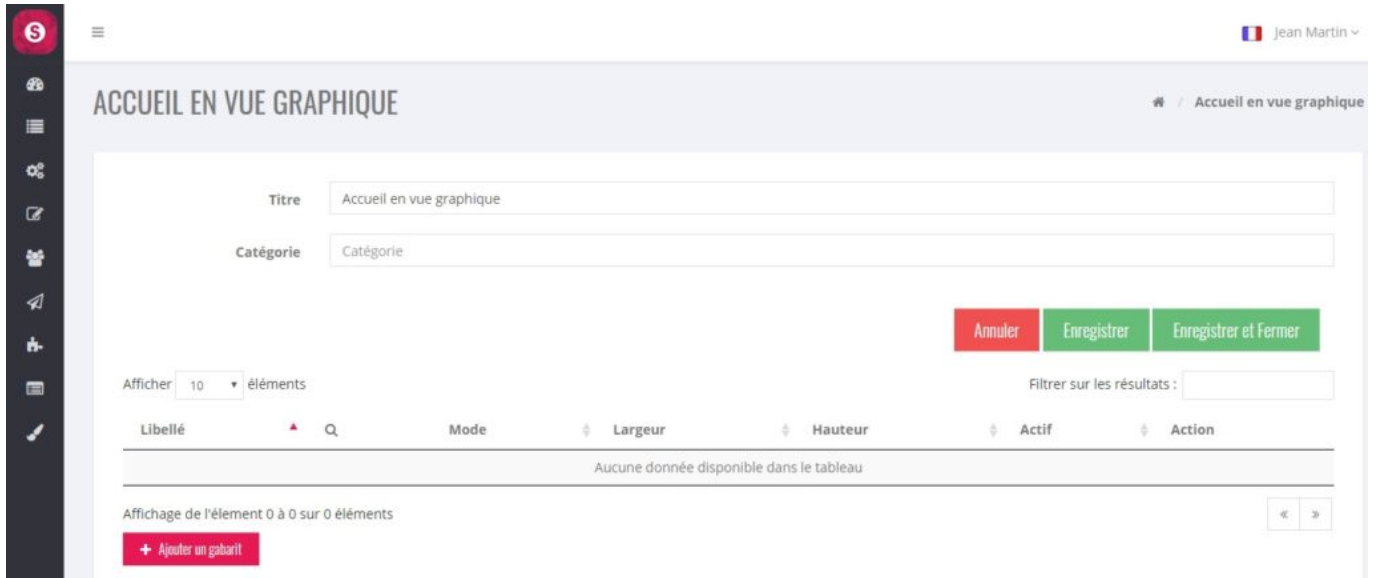 S
Jean Martin
ACCUEIL EN VUE GRAPHIQUE
/ Accueil en vue graphique
Titre Accueil en vue graphique
Catégorie Catégorie
Annuler Enregistrer Enregistrer et Fermer
Afficher 10 éléments Filtrer sur les résultats :
Libellé Mode Largeur Hauteur Actif Action
Aucune donnée disponible dans le tableau
Affichage de l'élement 0 à 0 sur 0 éléments « »
+ Ajouter un gabarit